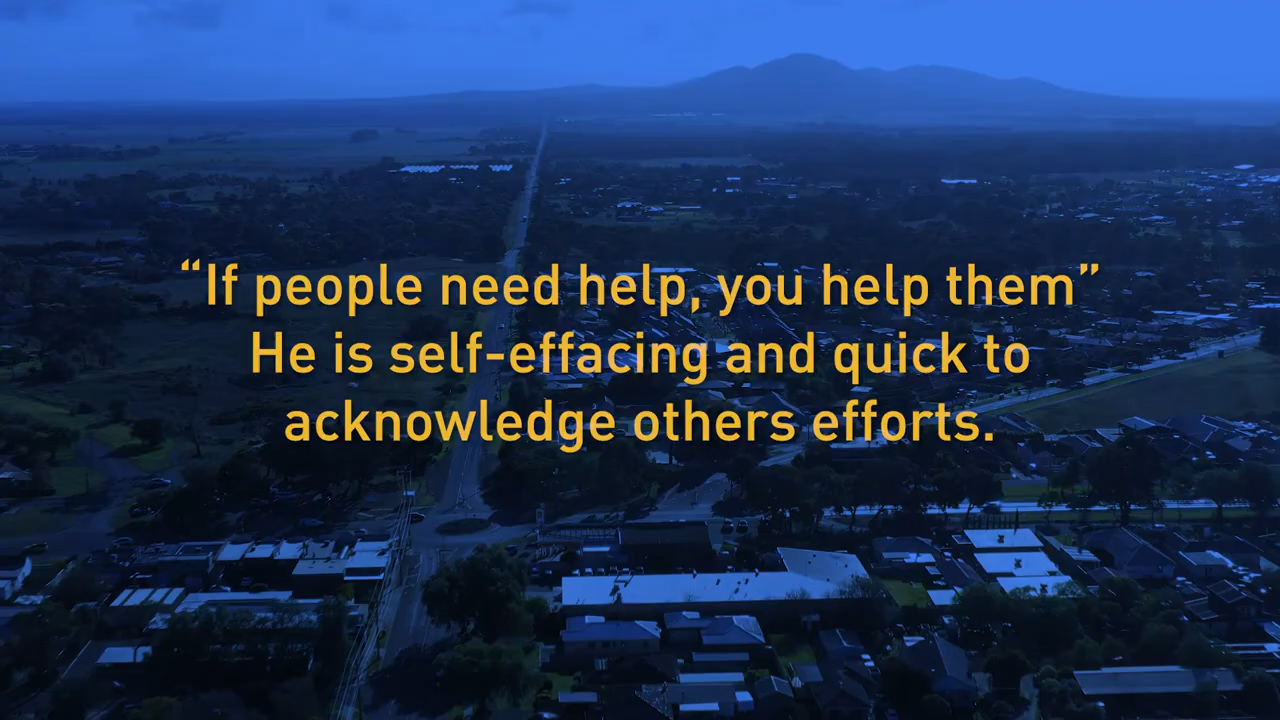 “If people need help, you help them”
He is self-effacing and quick to
acknowledge others efforts.